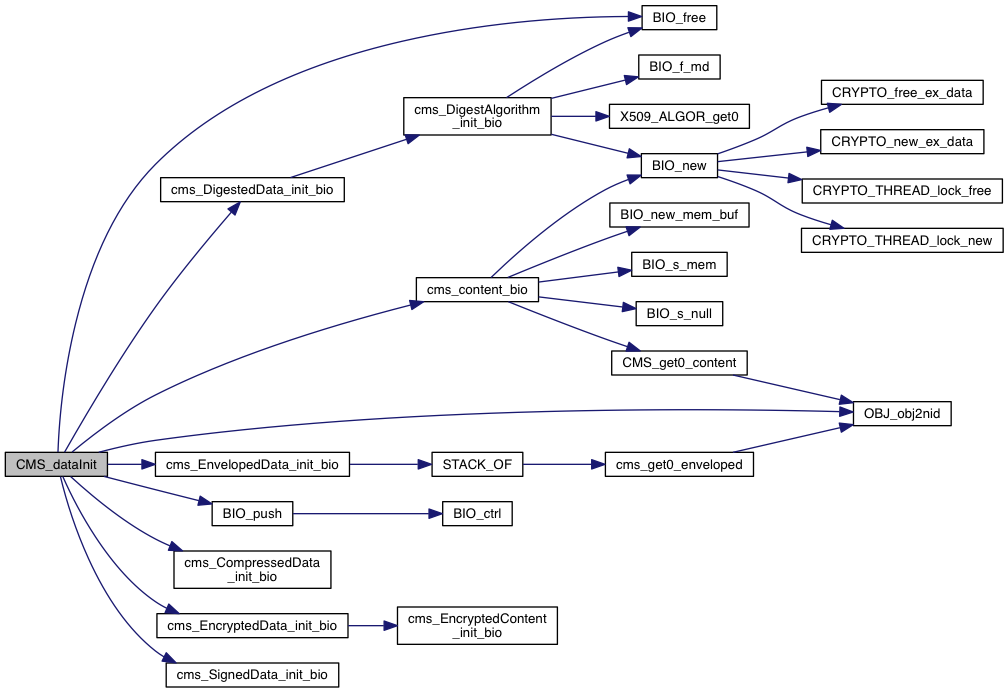 BIO_free
BIO_f_md
cms_DigestAlgorithm
_init_bio
X509_ALGOR_get0
CRYPTO_free_ex_data
CRYPTO_new_ex_data
BIO_new
cms_DigestedData_init_bio
CRYPTO_THREAD_lock_free
BIO_new_mem_buf
CRYPTO_THREAD_lock_new
BIO_s_mem
cms_content_bio
BIO_s_null
CMS_get0_content
OBJ_obj2nid
CMS_dataInit
cms_EnvelopedData_init_bio
STACK_OF
cms_get0_enveloped
BIO_push
BIO_ctrl
cms_CompressedData
_init_bio
cms_EncryptedData_init_bio
cms_EncryptedContent
_init_bio
cms_SignedData_init_bio